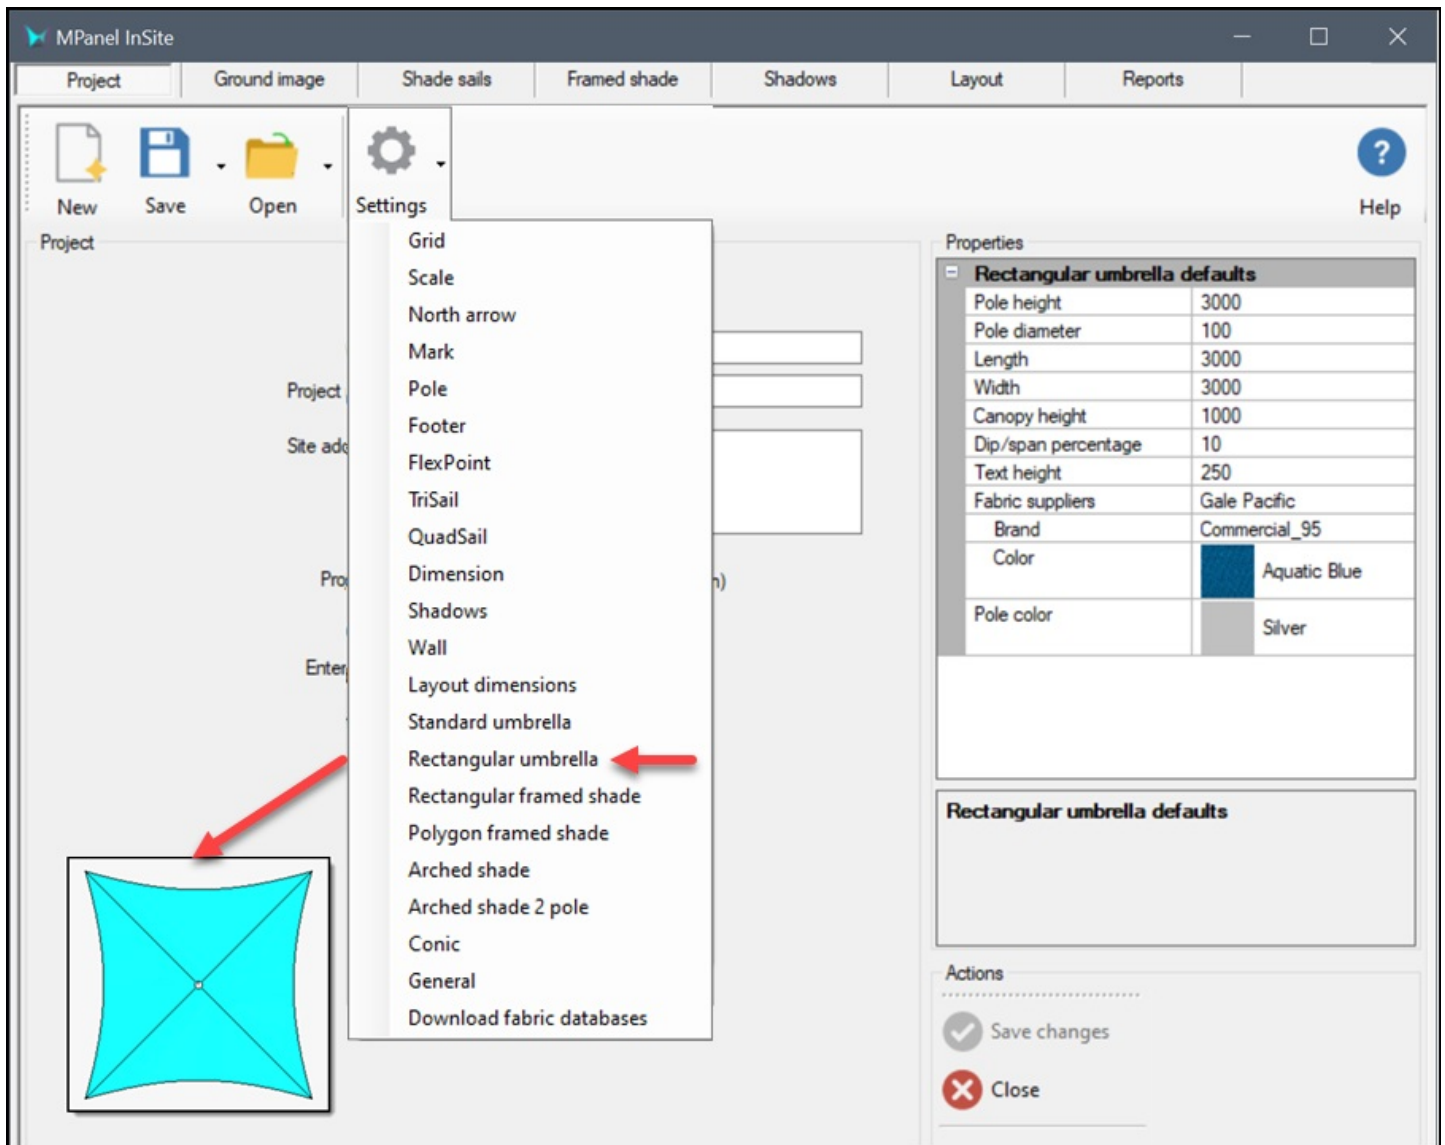 MPanel InSite
Project Ground image Shade sails Framed shade Shadows Layout Reports
New Save Open Settings ? Help
Project
Project
Site add
Enter
Grid
Scale
North arrow
Mark
Pole
Footer
FlexPoint
TriSail
QuadSail
Dimension
Shadows
Wall
Layout dimensions
Standard umbrella
Rectangular umbrella
Rectangular framed shade
Polygon framed shade
Arched shade
Arched shade 2 pole
Conic
General
Download fabric databases
Properties
Rectangular umbrella defaults
Pole height 3000
Pole diameter 100
Length 3000
Width 3000
Canopy height 1000
Dip/span percentage 10
Text height 250
Fabric suppliers Gale Pacific
Brand Commercial_95
Color Aquatic Blue
Pole color Silver
Rectangular umbrella defaults
Actions
Save changes
Close